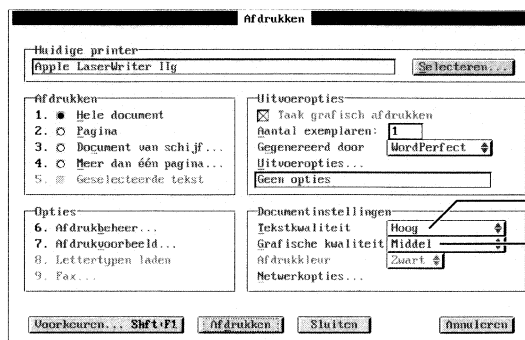 Afdrukken
Huidige printer
Apple LaserWriter IIg
Selecteren...
Afdrukken
1. Hele document
2. Pagina
3. Document van schijf...
4. Meer dan één pagina...
5. Geselecteerde tekst
Uitvoeropties
Taak grafisch afdrukken
Aantal exemplaren: 1
Gegenereerd door WordPerfect
Uitvoeropties...
Geen opties
Opties
6. Afdrukbeheer...
7. Afdrukvoorbeeld...
8. Lettertypen laden
9. Fax...
Documentinstellingen
Tekstkwaliteit Hoog
Grafische kwaliteit Middel
Afdrukkleur Zwart
Netwerkopties...
Voorkeuren... Shft+F1 Afdrukken Sluiten Annuleren